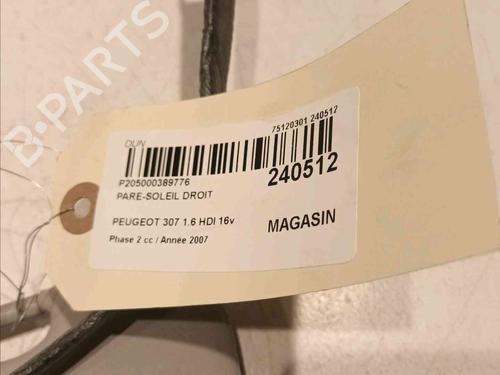 B-PARTS
DUN
75120301 240512
P205000389776
240512
PARE-SOLEIL DROIT
PEUGEOT 307 1.6 HDI 16v
MAGASIN
Phase 2 cc / Année 2007